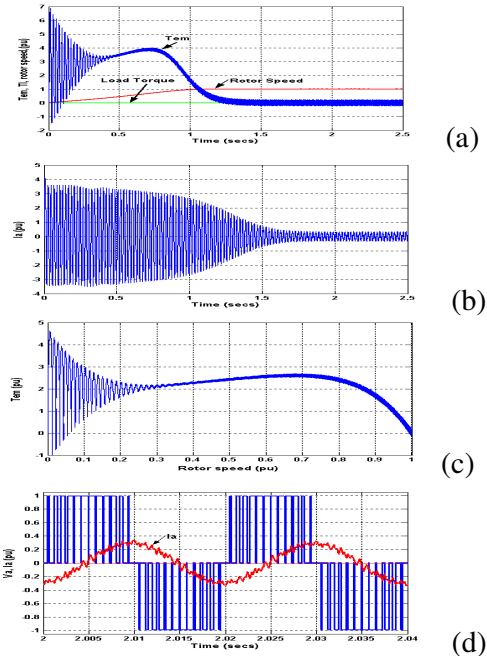 7
6
5
4
3
2
1
0
-1
-2
Tem, Tl, rotor speed,(pu)
Tem
Load Torque
Rotor Speed
0 0.5 1 1.5 2 2.5
Time (secs)
(a)
5
4
3
2
1
0
-1
-2
-3
-4
Ia (pu)
0 0.5 1 1.5 2 2.5
Time (secs)
(b)
5
4
3
2
1
0
-1
Tem (pu)
0 0.1 0.2 0.3 0.4 0.5 0.6 0.7 0.8 0.9 1
Rotor speed (pu)
(c)
1
0.8
0.6
0.4
0.2
0
-0.2
-0.4
-0.6
-0.8
-1
Va, Ia (pu)
Ia
2 2.005 2.01 2.015 2.02 2.025 2.03 2.035 2.04
Time (secs)
(d)